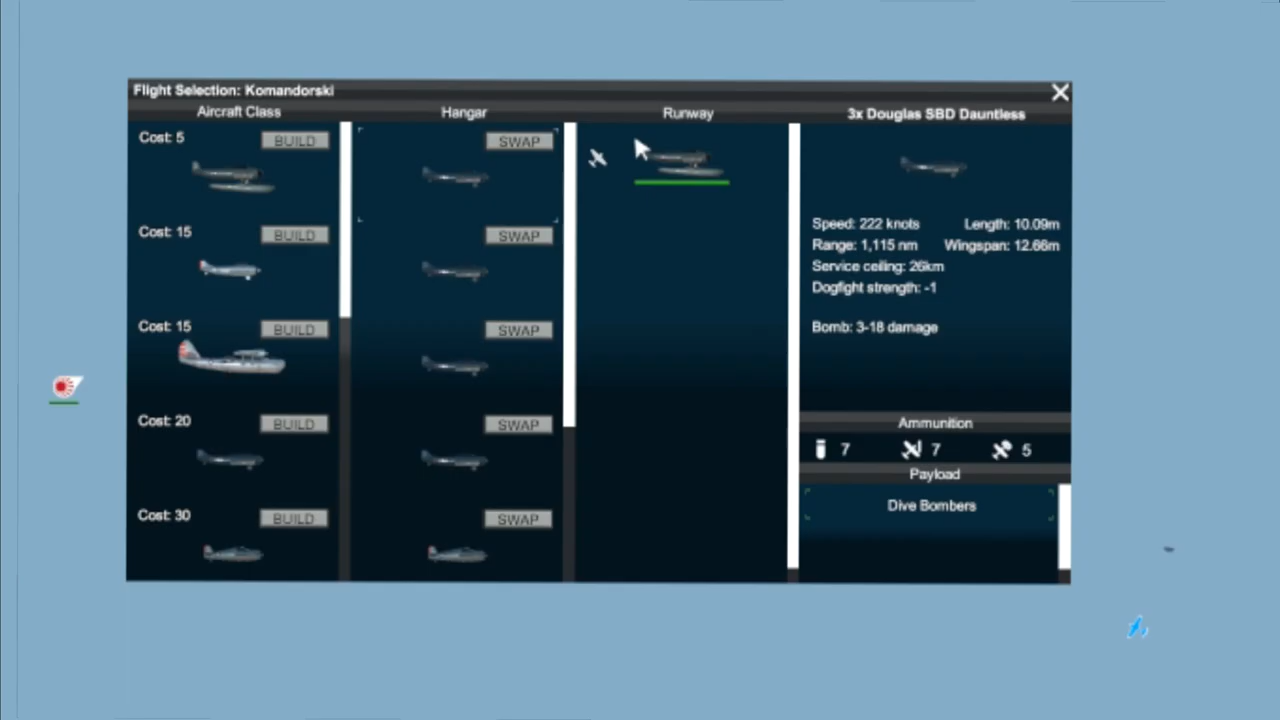 Flight Selection: Komandorski
Aircraft Class
Hangar
Runway
3x Douglas SBD Dauntless
Cost: 5
BUILD
SWAP
Cost: 15
BUILD
SWAP
Cost: 15
BUILD
SWAP
Cost: 20
BUILD
SWAP
Cost: 30
BUILD
SWAP
Speed: 222 knots
Length: 10.09m
Range: 1,115 nm
Wingspan: 12.66m
Service ceiling: 26km
Dogfight strength: -1
Bomb: 3-18 damage
Ammunition
7
7
5
Payload
Dive Bombers